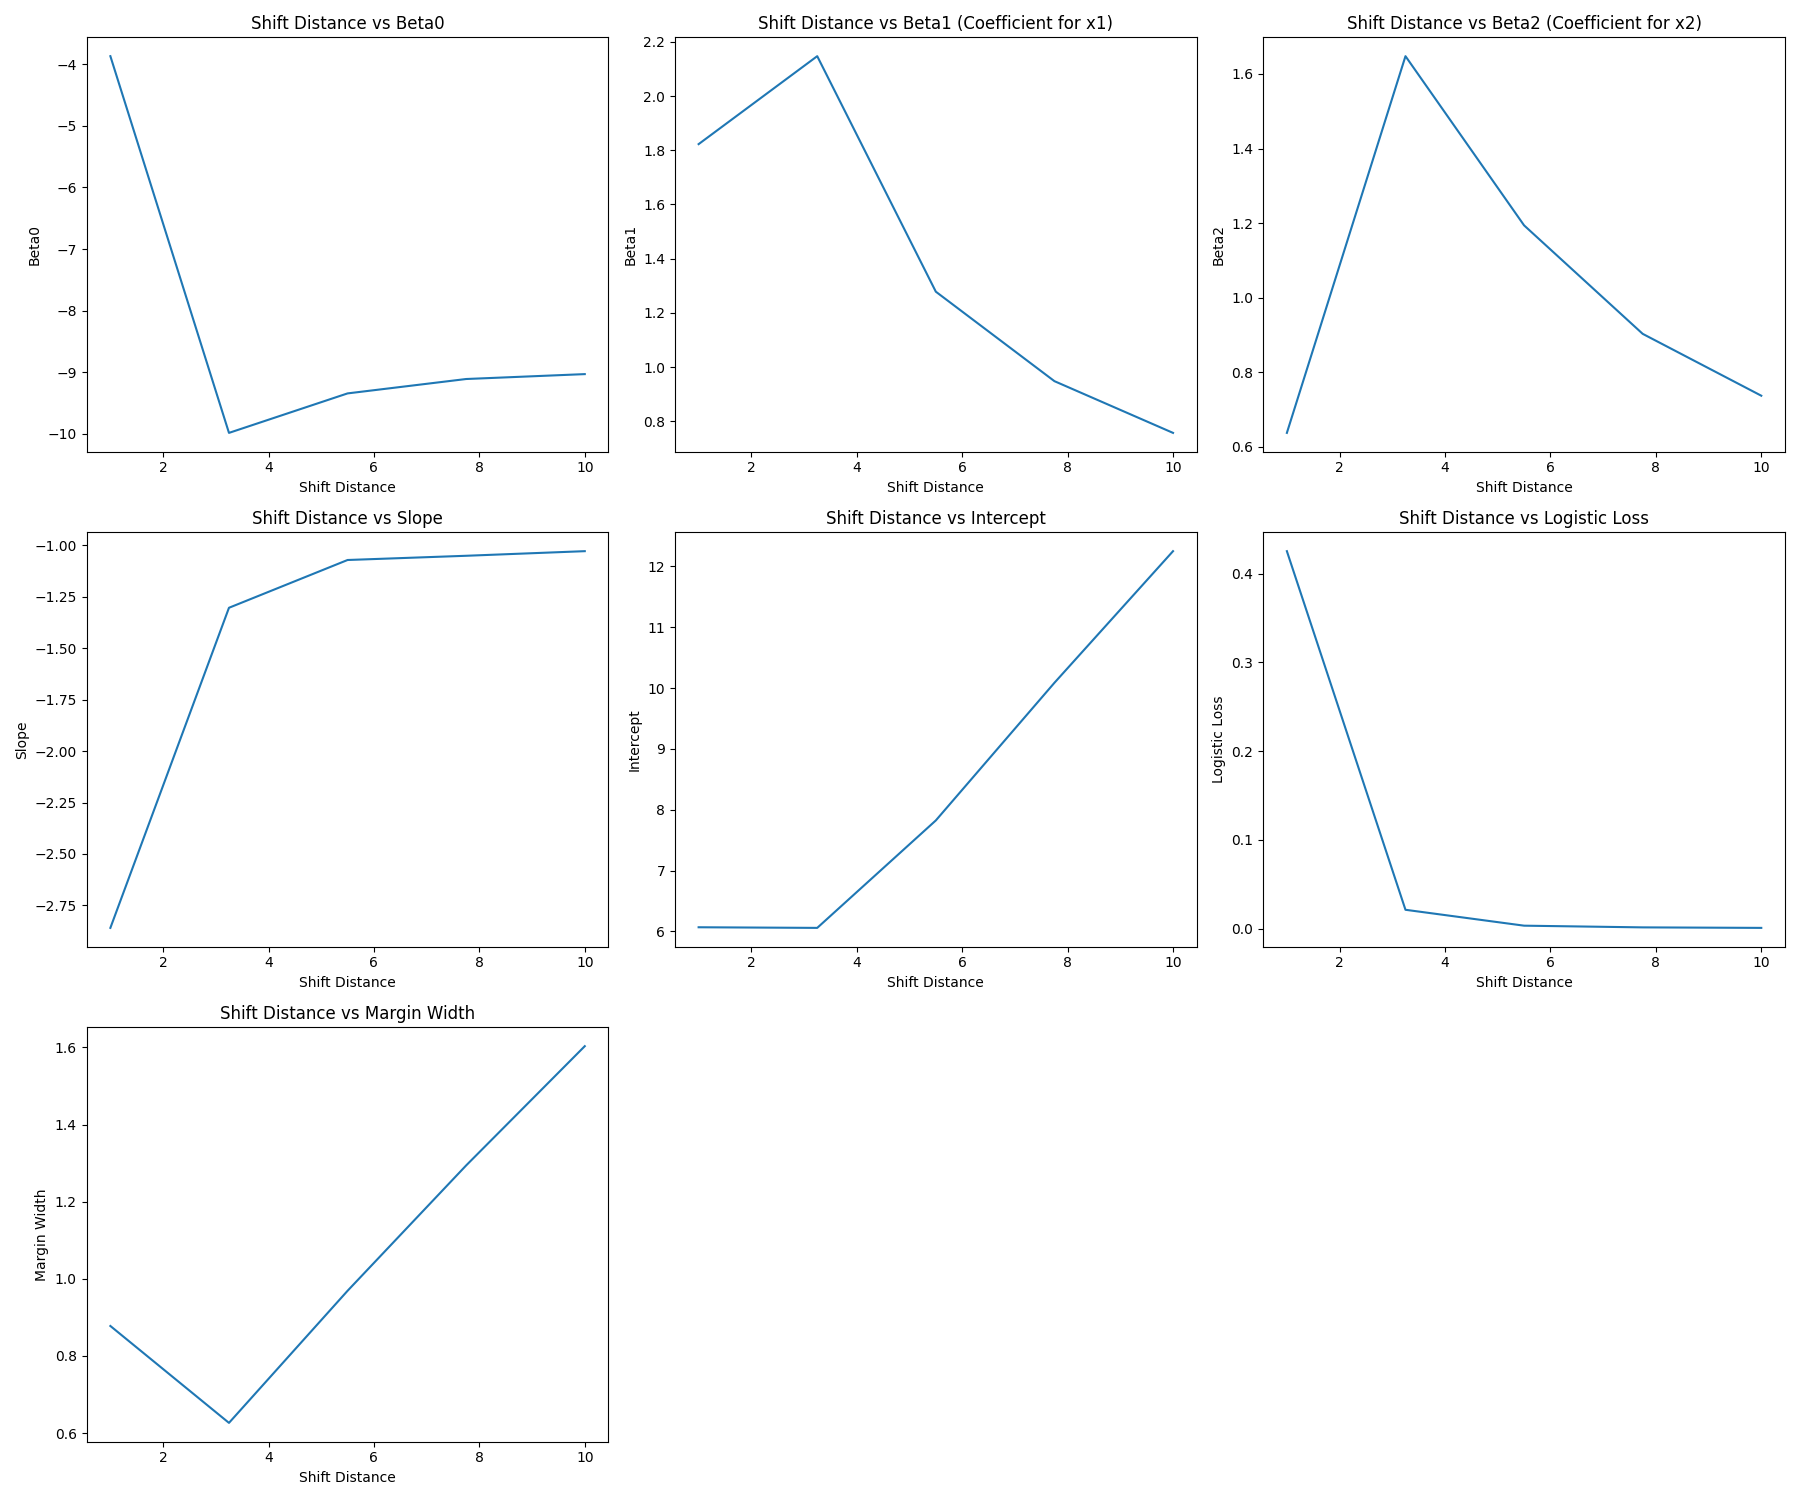 Shift Distance vs Beta0
Beta0
−4
−5
−6
−7
−8
−9
−10
2 4 6 8 10
Shift Distance
Shift Distance vs Beta1 (Coefficient for x1)
Beta1
2.2
2.0
1.8
1.6
1.4
1.2
1.0
0.8
2 4 6 8 10
Shift Distance
Shift Distance vs Beta2 (Coefficient for x2)
Beta2
1.6
1.4
1.2
1.0
0.8
0.6
2 4 6 8 10
Shift Distance
Shift Distance vs Slope
Slope
−1.00
−1.25
−1.50
−1.75
−2.00
−2.25
−2.50
−2.75
2 4 6 8 10
Shift Distance
Shift Distance vs Intercept
Intercept
12
11
10
9
8
7
6
2 4 6 8 10
Shift Distance
Shift Distance vs Logistic Loss
Logistic Loss
0.4
0.3
0.2
0.1
0.0
2 4 6 8 10
Shift Distance
Shift Distance vs Margin Width
Margin Width
1.6
1.4
1.2
1.0
0.8
0.6
2 4 6 8 10
Shift Distance